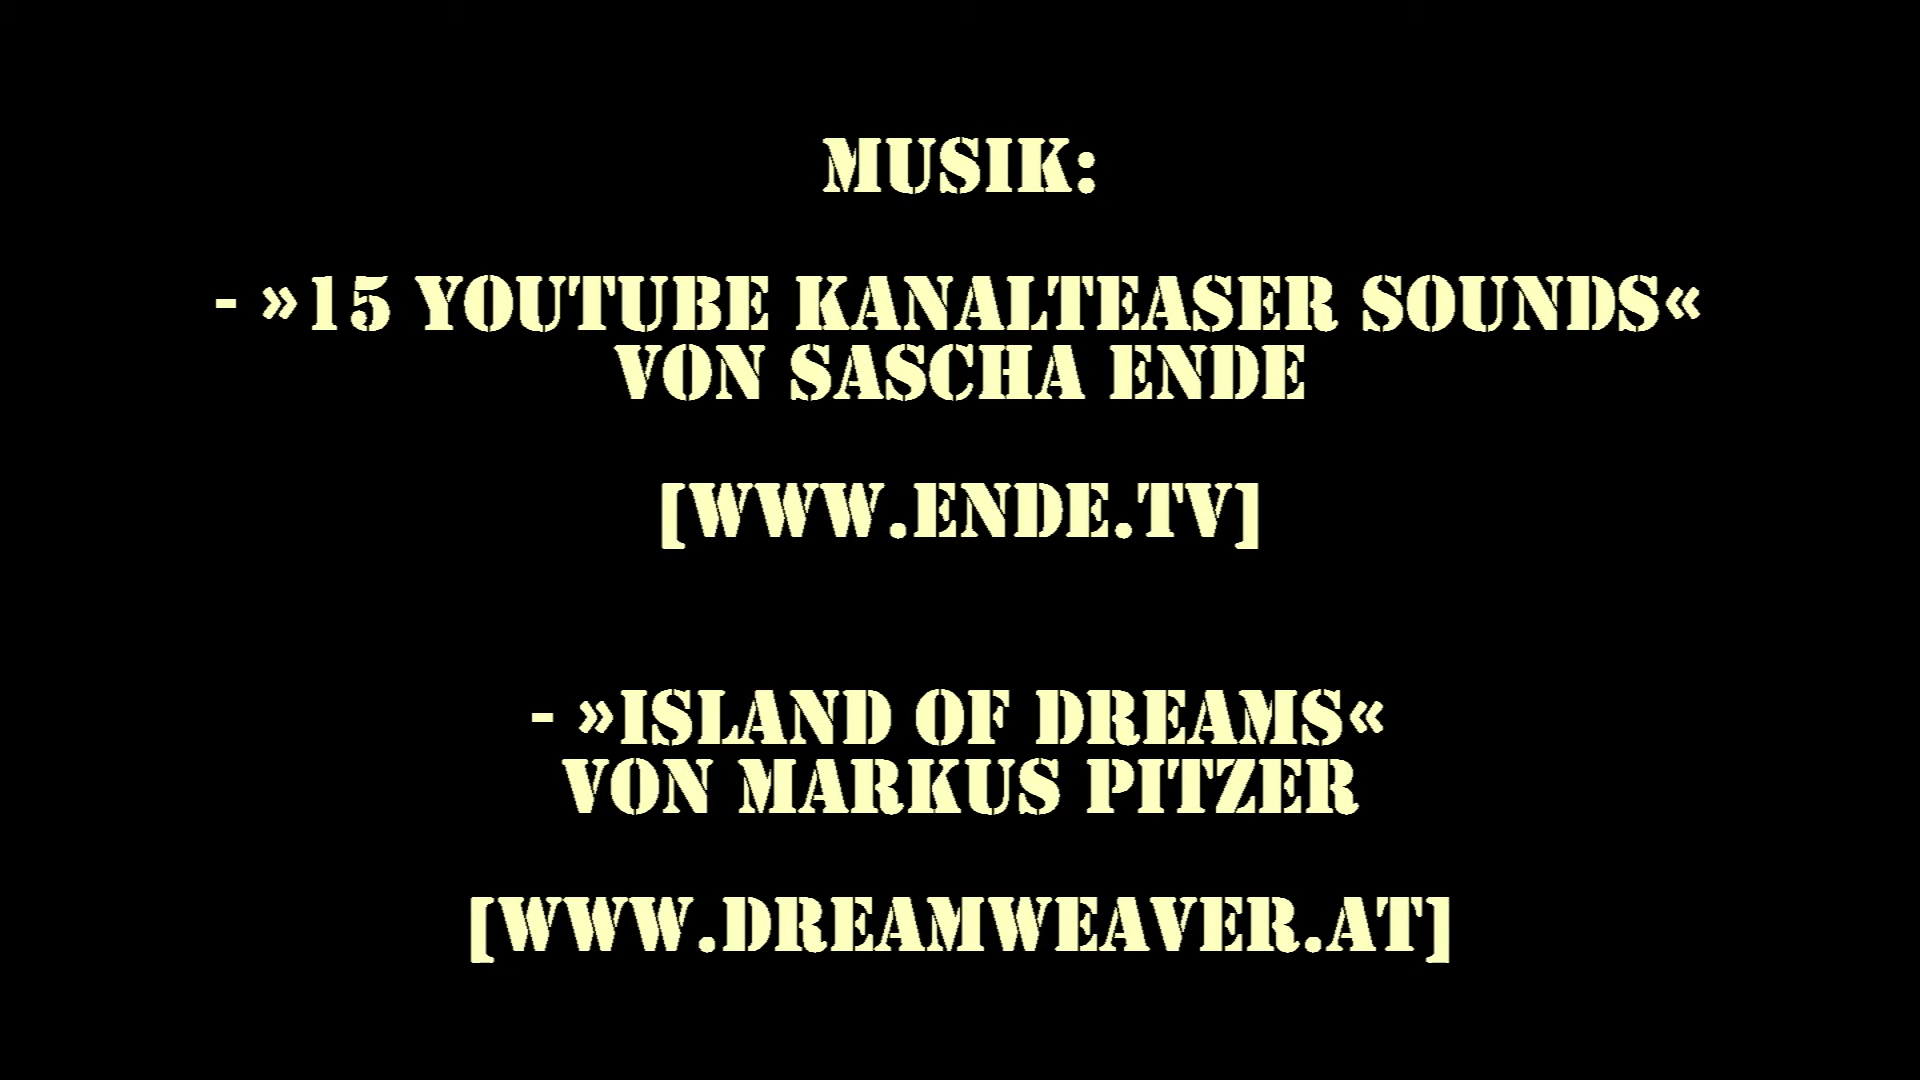 MUSIK:
- »15 YOUTUBE KANALTEASER SOUNDS«
VON SASCHA ENDE
[WWW.ENDE.TV]
- »ISLAND OF DREAMS«
VON MARKUS PITZER
[WWW.DREAMWEAVER.AT]